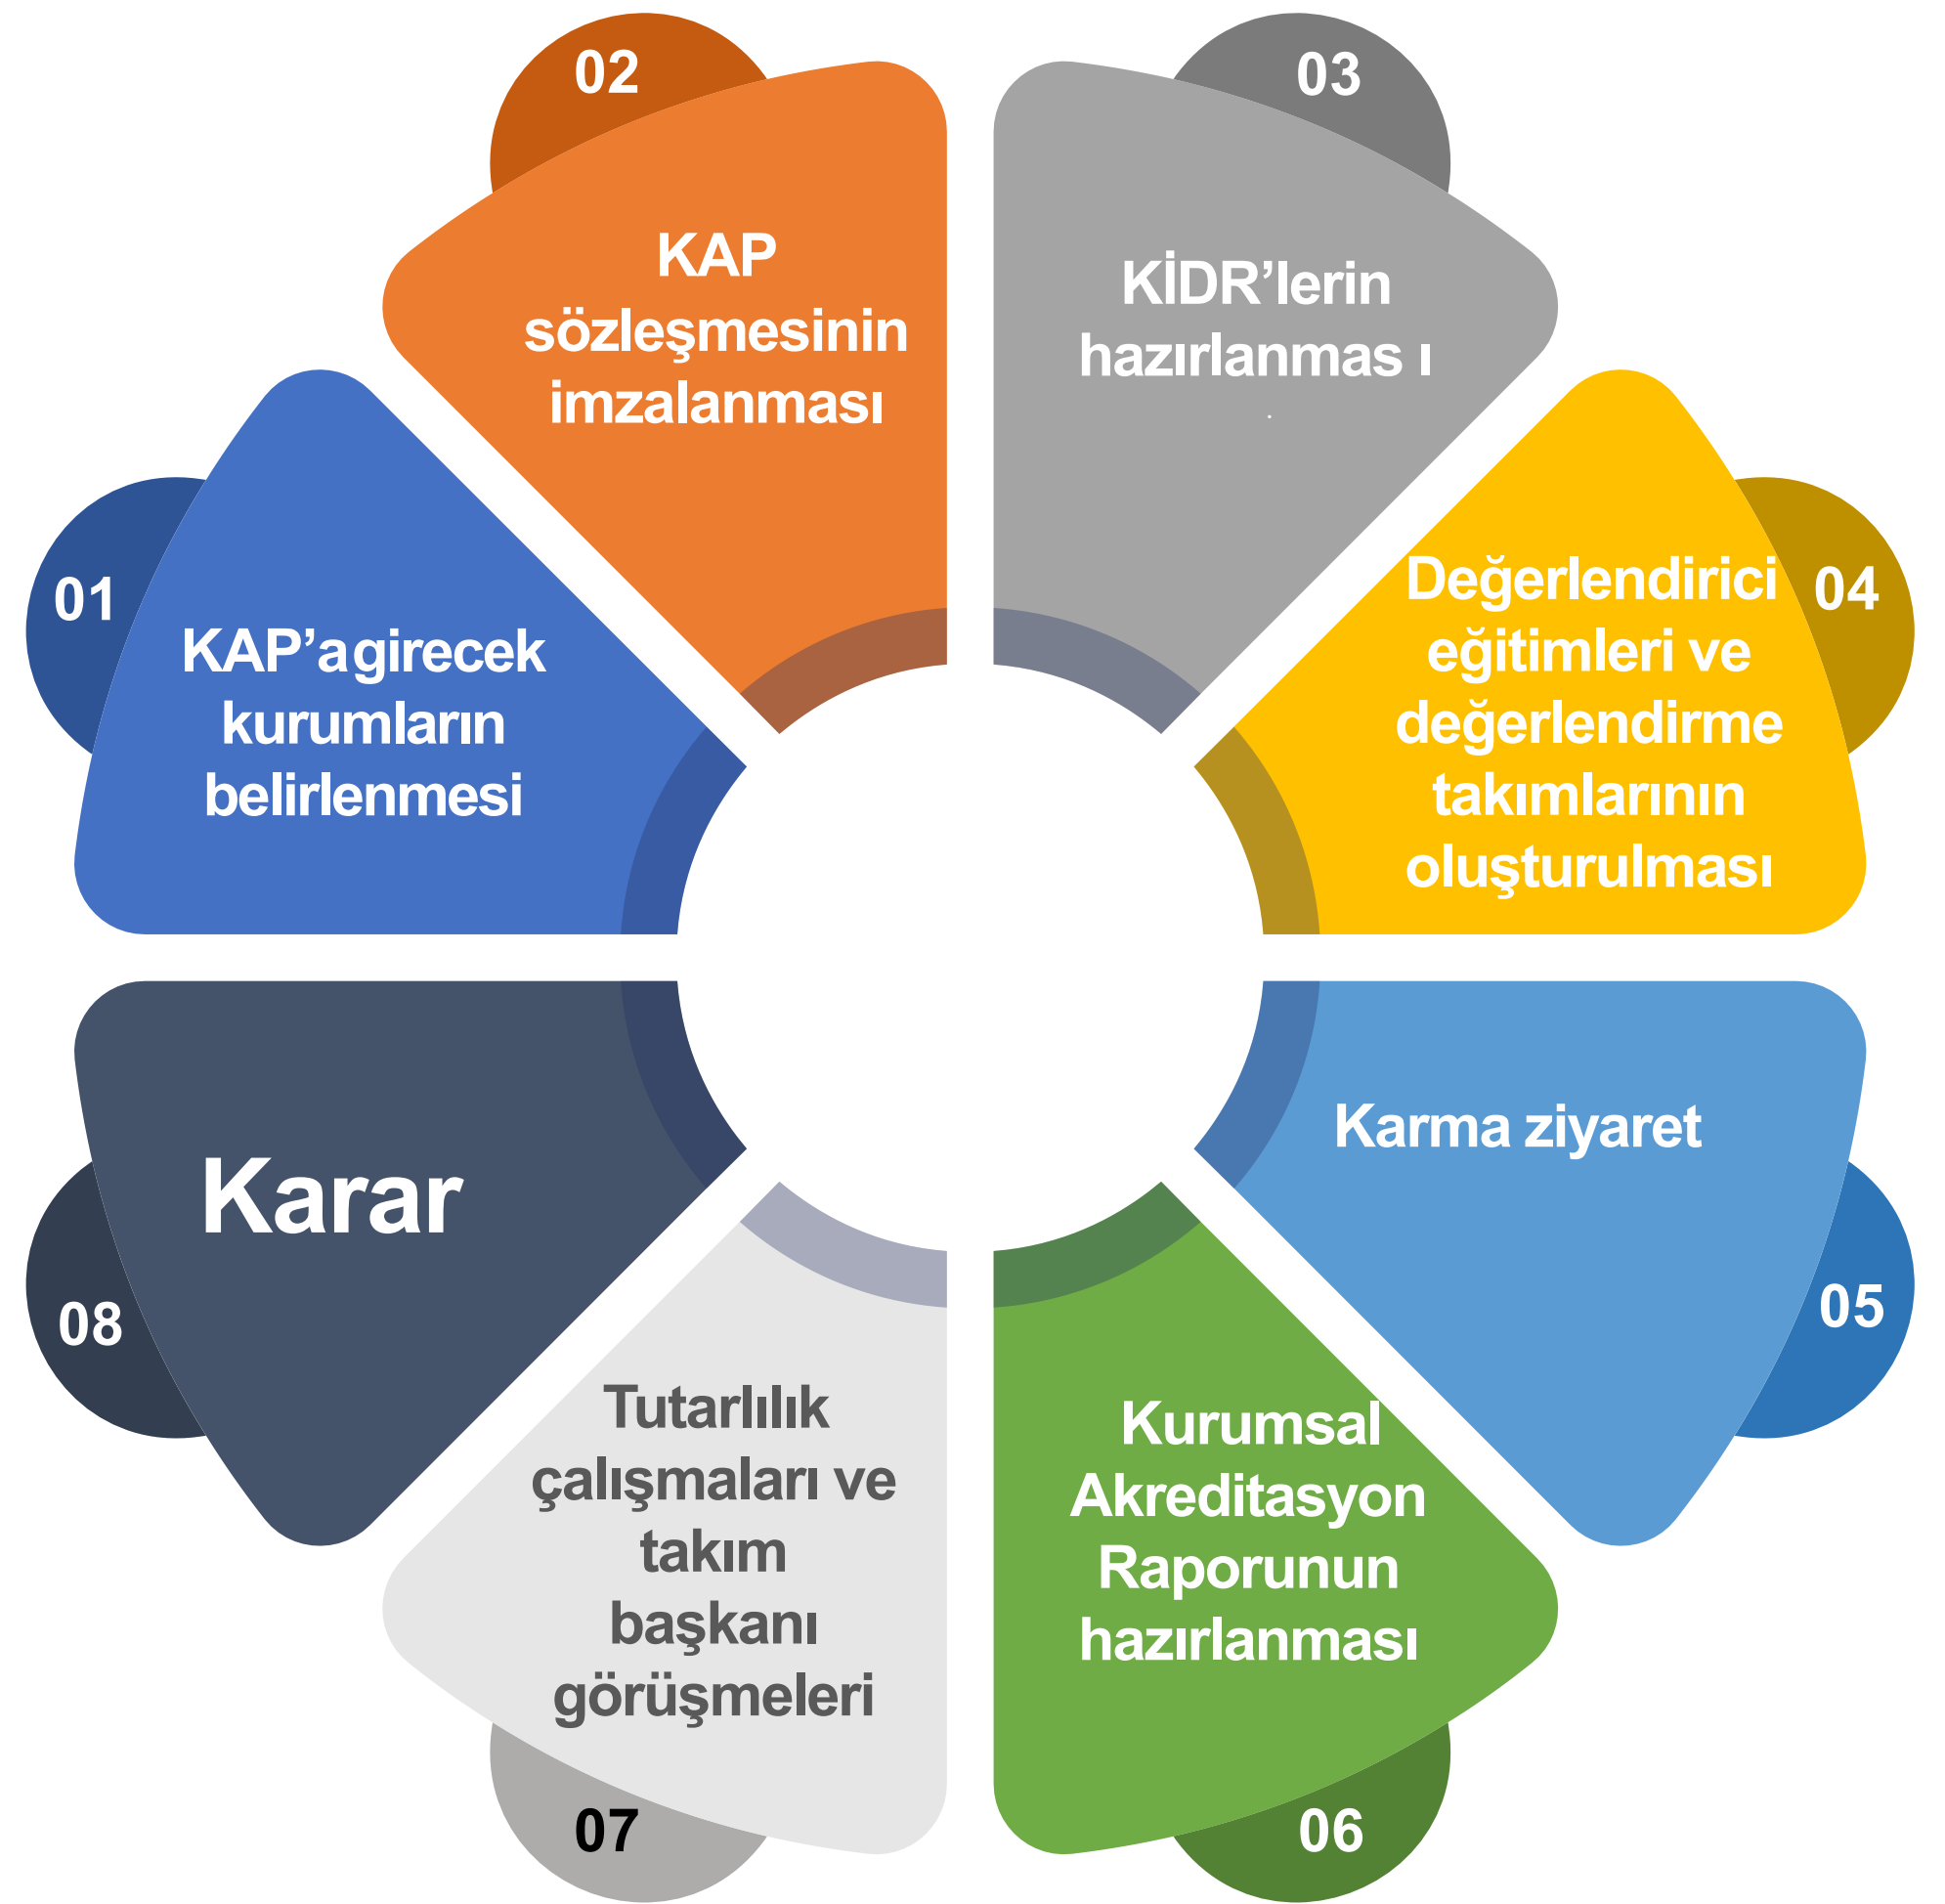 01
KAP’a girecek
kurumların
belirlenmesi
02
KAP
sözleşmesinin
imzalanması
03
KİDR’lerin
hazırlanmas ı
.
04
Değerlendirici
eğitimleri ve
değerlendirme
takımlarının
oluşturulması
05
Karma ziyaret
06
Kurumsal
Akreditasyon
Raporunun
hazırlanması
07
Tutarlılık
çalışmaları ve
takım
başkanı
görüşmeleri
08
Karar